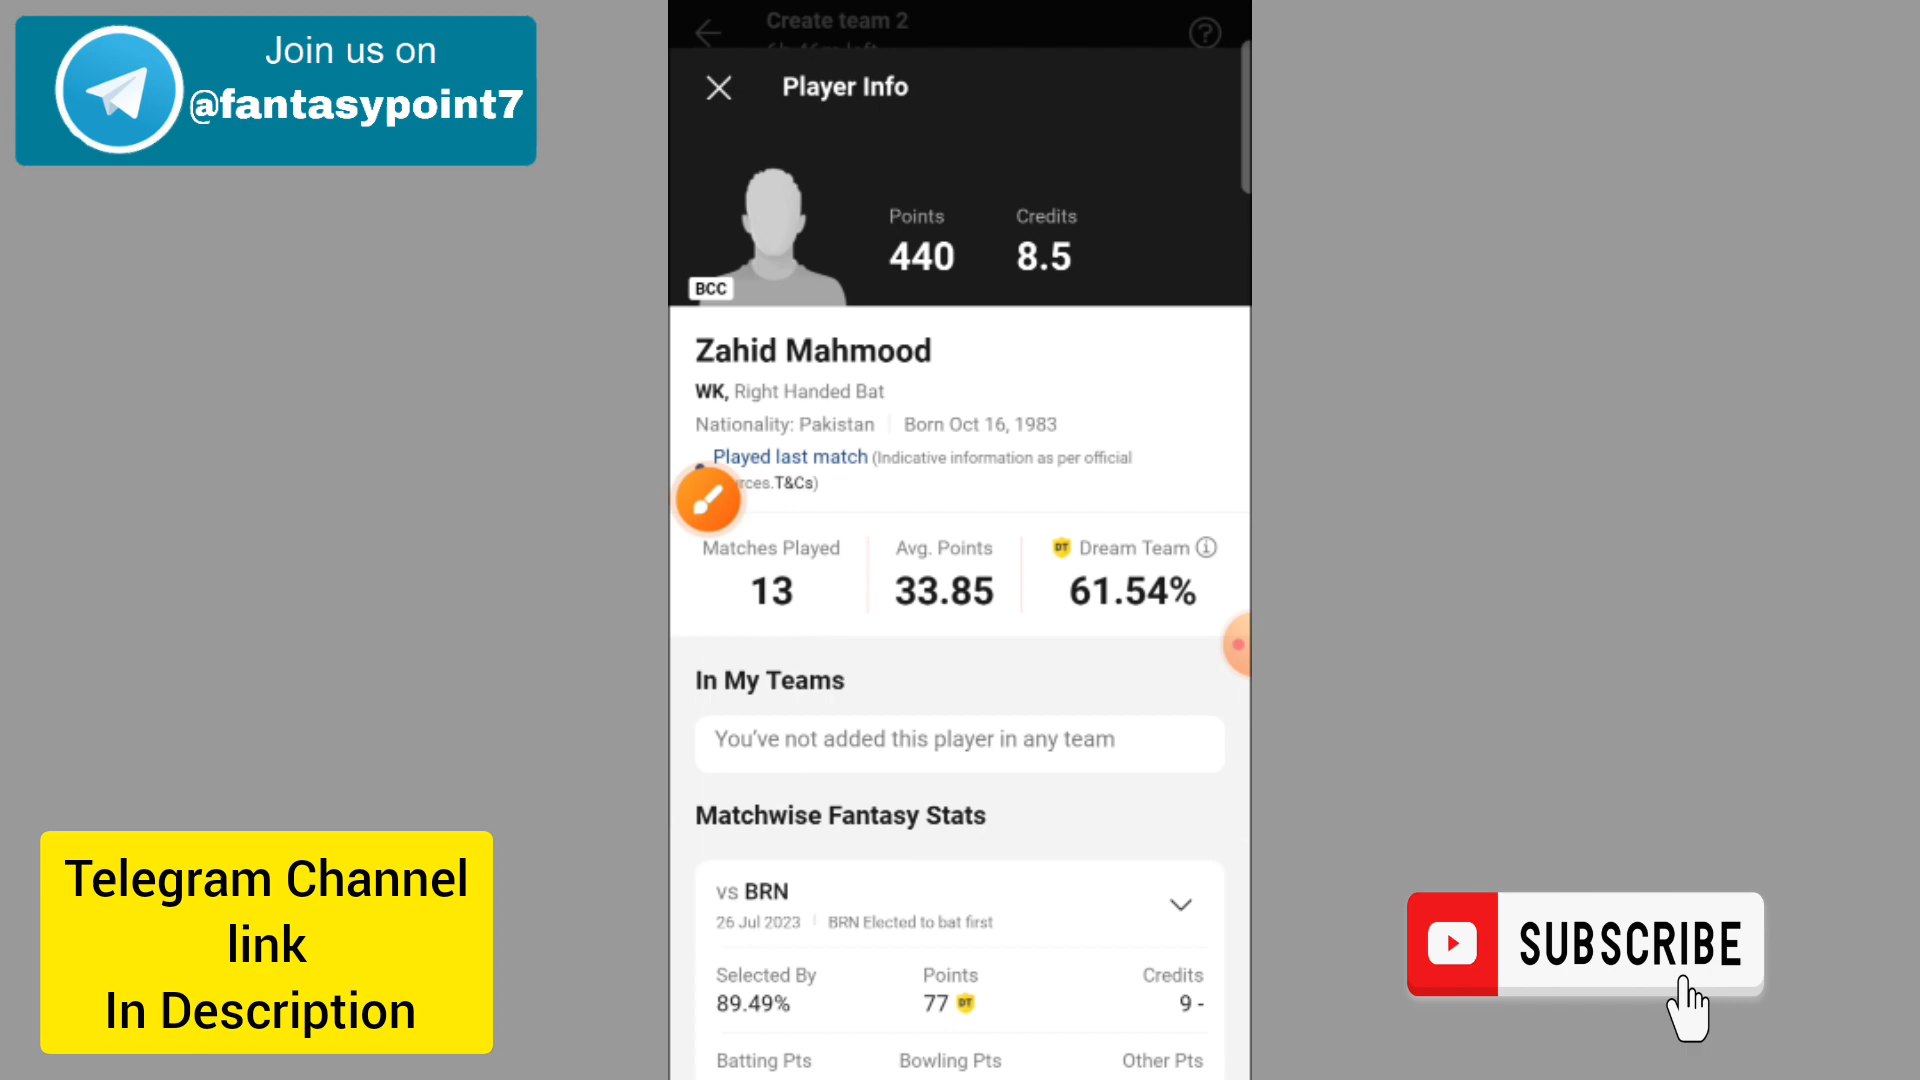 Join us on
@fantasypoint7
Create team 2
Player Info
Points
Credits
440
8.5
BCC
Zahid Mahmood
WK, Right Handed Bat
Nationality: Pakistan
Born Oct 16, 1983
Played last match (Indicative information as per official
rces.T&Cs)
Matches Played
Avg. Points
DT Dream Team
13
33.85
61.54%
In My Teams
You've not added this player in any team
Matchwise Fantasy Stats
vs BRN
26 Jul 2023
BRN Elected to bat first
Selected By
Points
Credits
89.49%
77 DT
9 -
Batting Pts
Bowling Pts
Other Pts
Telegram Channel
link
In Description
SUBSCRIBE